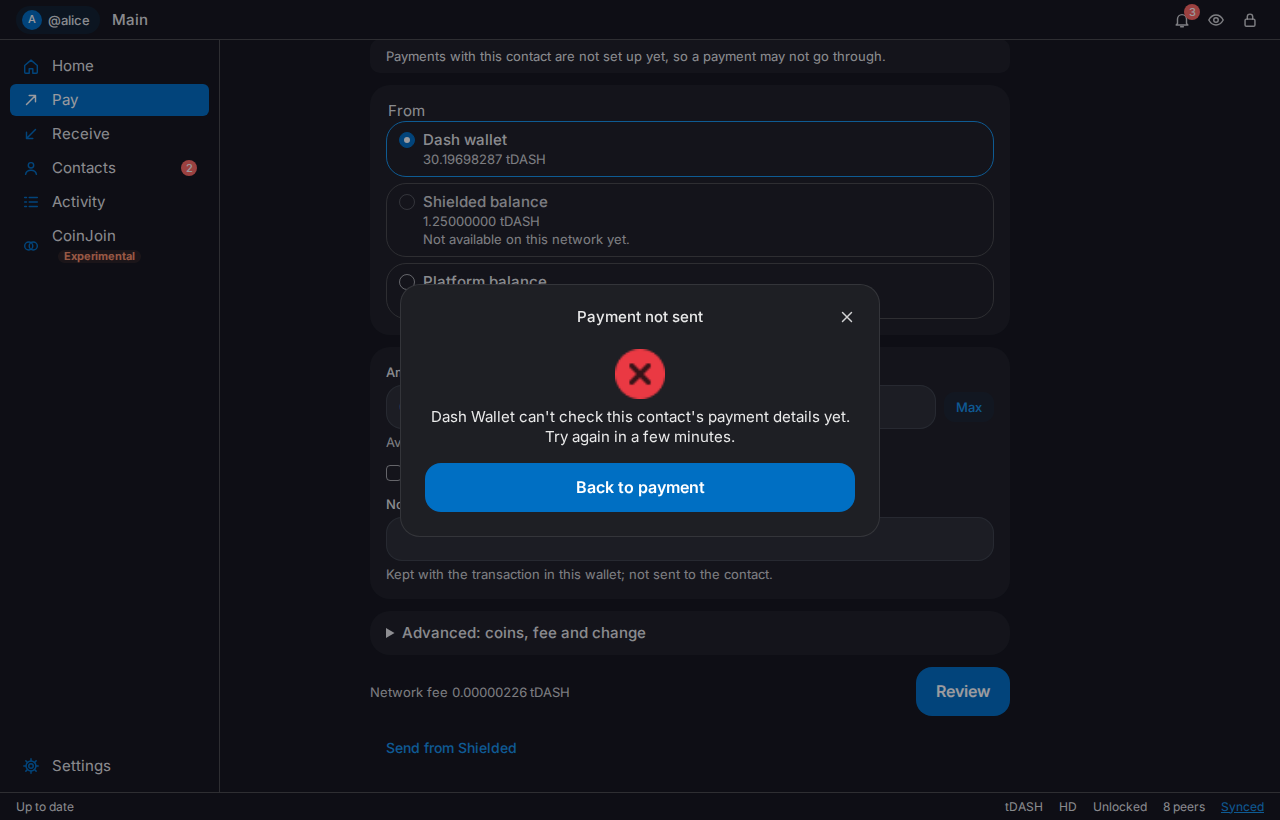 A @alice Main 3
Home
Pay
Receive
Contacts 2
Activity
CoinJoin
Experimental
Settings
Payments with this contact are not set up yet, so a payment may not go through.
From
Dash wallet
30.19698287 tDASH
Shielded balance
1.25000000 tDASH
Not available on this network yet.
Platform balance
Payment not sent
Dash Wallet can't check this contact's payment details yet.
Try again in a few minutes.
Back to payment
Max
Kept with the transaction in this wallet; not sent to the contact.
Advanced: coins, fee and change
Network fee 0.00000226 tDASH
Review
Send from Shielded
Up to date
tDASH HD Unlocked 8 peers Synced